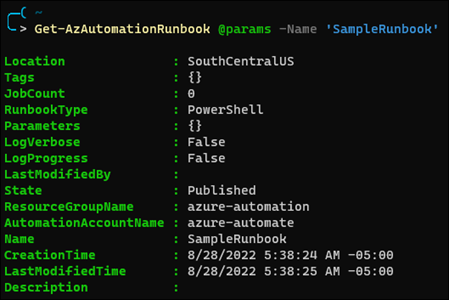 ~
> Get-AzAutomationRunbook @params -Name 'SampleRunbook'
Location : SouthCentralUS
Tags : {}
JobCount : 0
RunbookType : PowerShell
Parameters : {}
LogVerbose : False
LogProgress : False
LastModifiedBy :
State : Published
ResourceGroupName : azure-automation
AutomationAccountName : azure-automate
Name : SampleRunbook
CreationTime : 8/28/2022 5:38:24 AM -05:00
LastModifiedTime : 8/28/2022 5:38:25 AM -05:00
Description :